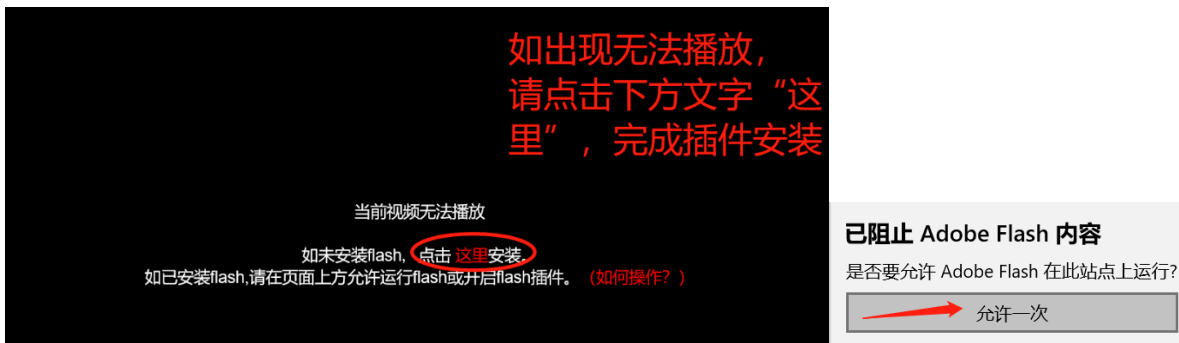 如出现无法播放，
请点击下方文字“这
里”，完成插件安装
当前视频无法播放
如未安装flash, 点击 这里安装。
如已安装flash,请在页面上方允许运行flash或开启flash插件。（如何操作？）
已阻止 Adobe Flash 内容
是否要允许 Adobe Flash 在此站点上运行?
允许一次